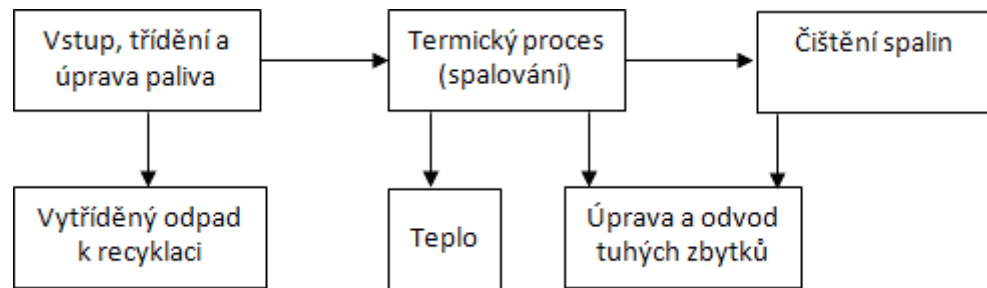 Vstup, třídění a
úprava paliva
Termický proces
(spalování)
Čištění spalin
Vytříděný odpad
k recyklaci
Teplo
Úprava a odvod
tuhých zbytků